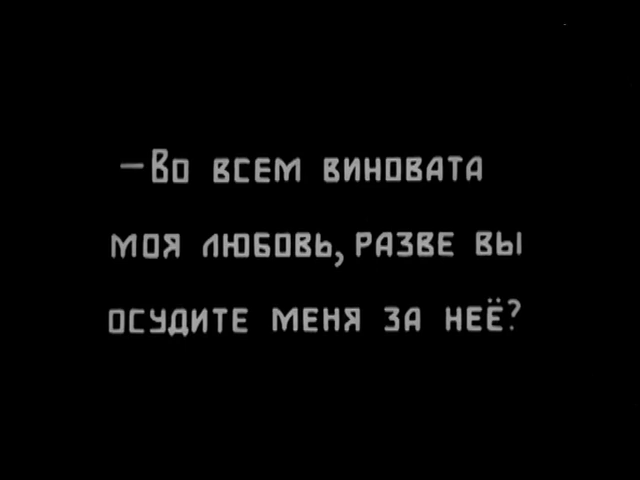 —Во всем виновата
моя любовь, разве вы
осудите меня за неё?